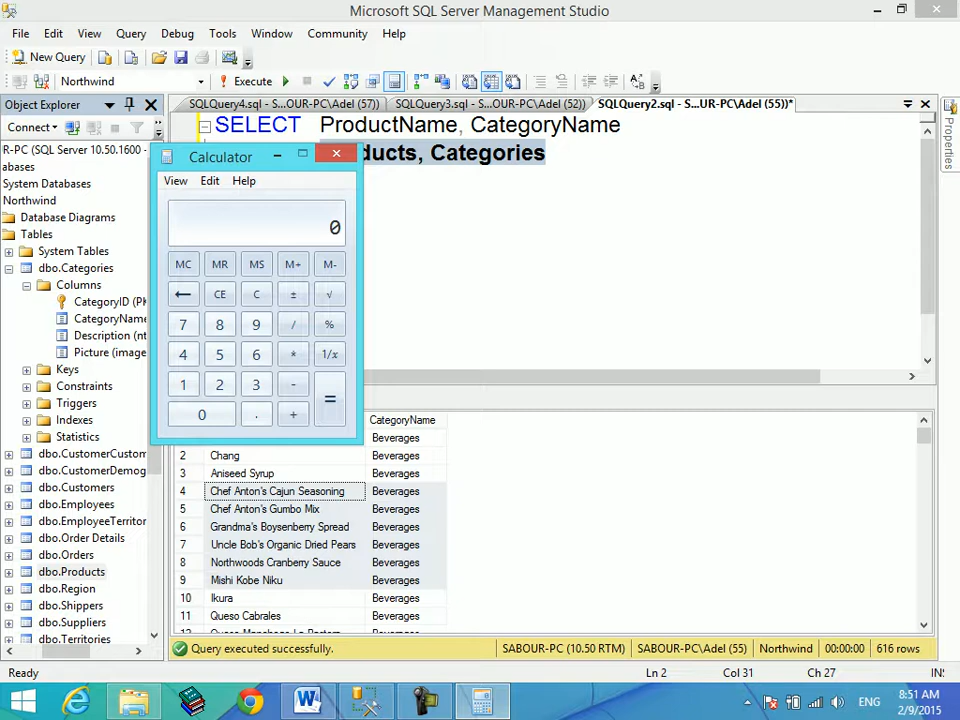 Microsoft SQL Server Management Studio
File Edit View Query Debug Tools Window Community Help
New Query
Northwind Execute
Object Explorer
SQLQuery4.sql - S...OUR-PC\Adel (57))
SQLQuery3.sql - S...OUR-PC\Adel (52))
SQLQuery2.sql - S...UR-PC\Adel (55))*
Properties
Connect
R-PC (SQL Server 10.50.1600 -
abases
System Databases
Northwind
Database Diagrams
Tables
System Tables
dbo.Categories
Columns
CategoryID (PK
CategoryName
Description (nt
Picture (image
Keys
Constraints
Triggers
Indexes
Statistics
dbo.CustomerCustom
dbo.CustomerDemog
dbo.Customers
dbo.Employees
dbo.EmployeeTerritor
dbo.Order Details
dbo.Orders
dbo.Products
dbo.Region
dbo.Shippers
dbo.Suppliers
dbo.Territories
SELECT ProductName, CategoryName
ducts, Categories
Calculator
View Edit Help
0
MC MR MS M+ M-
← CE C ± √
7 8 9 / %
4 5 6 * 1/x
1 2 3 - =
0 . +
CategoryName
Beverages
2 Chang Beverages
3 Aniseed Syrup Beverages
4 Chef Anton's Cajun Seasoning Beverages
5 Chef Anton's Gumbo Mix Beverages
6 Grandma's Boysenberry Spread Beverages
7 Uncle Bob's Organic Dried Pears Beverages
8 Northwoods Cranberry Sauce Beverages
9 Mishi Kobe Niku Beverages
10 Ikura Beverages
11 Queso Cabrales Beverages
Query executed successfully.
SABOUR-PC (10.50 RTM) SABOUR-PC\Adel (55) Northwind 00:00:00 616 rows
Ready Ln 2 Col 31 Ch 27 IN:
ENG
8:51 AM
2/9/2015